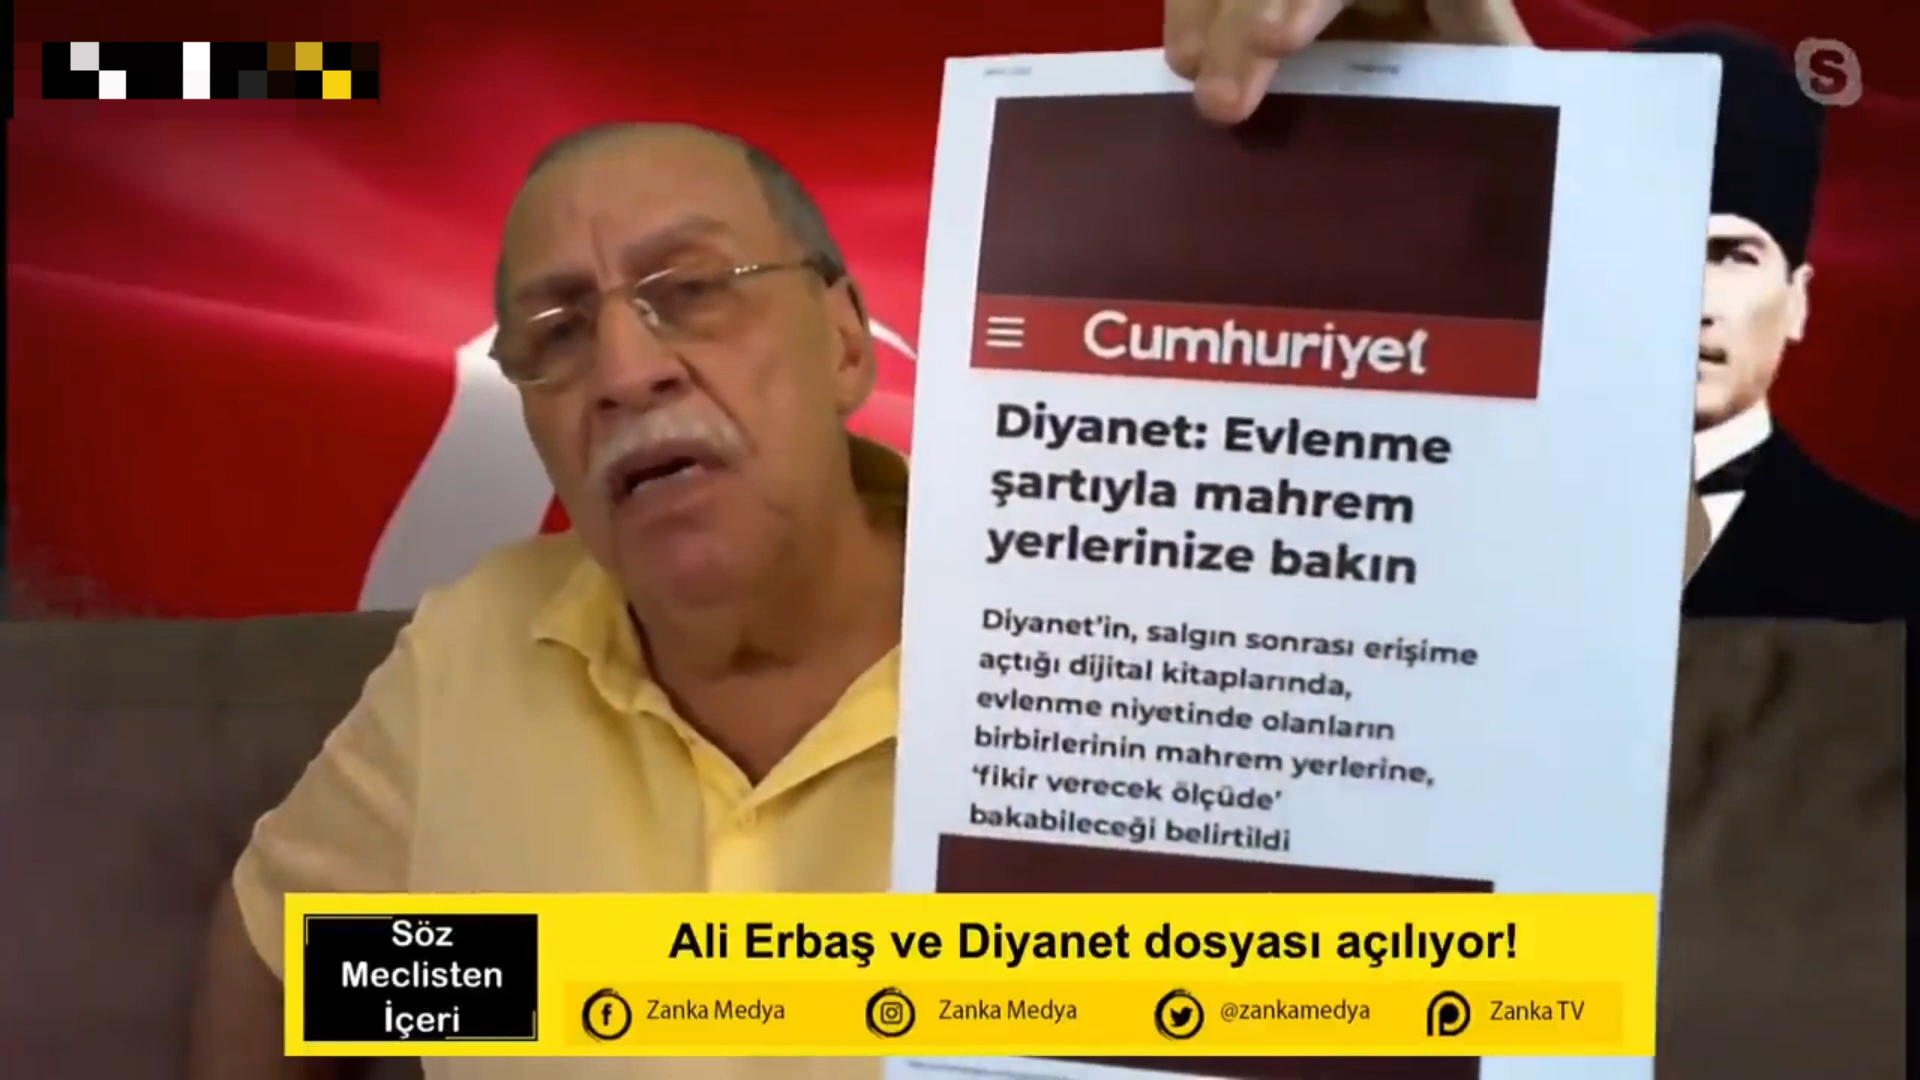 S
Cumhuriyet
Diyanet: Evlenme
şartıyla mahrem
yerlerinize bakın
Diyanet'in, salgın sonrası erişime
açtığı dijital kitaplarında,
evlenme niyetinde olanların
birbirlerinin mahrem yerlerine,
'fikir verecek ölçüde'
bakabileceği belirtildi
Söz
Meclisten
İçeri
Ali Erbaş ve Diyanet dosyası açılıyor!
Zanka Medya
Zanka Medya
@zankamedya
Zanka TV